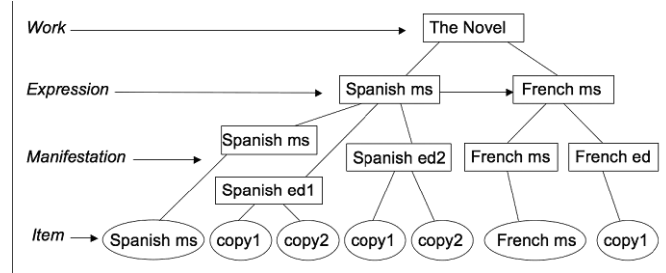 Work
The Novel
Expression
Spanish ms
French ms
Spanish ms
Manifestation
Spanish ed2
French ms
French ed
Spanish ed1
Item
Spanish ms
copy1
copy2
copy1
copy2
French ms
copy1